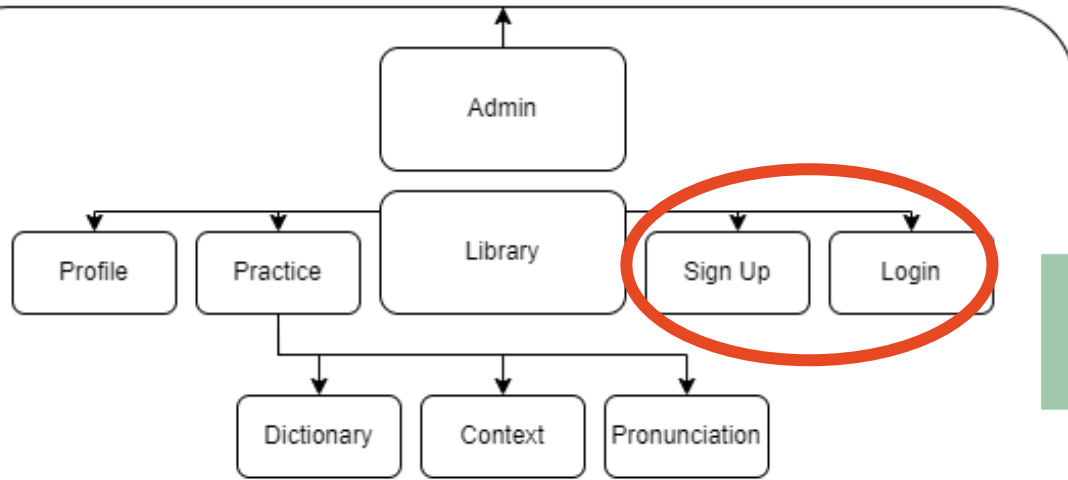 Admin
Library
Profile
Practice
Sign Up
Login
Dictionary
Context
Pronunciation